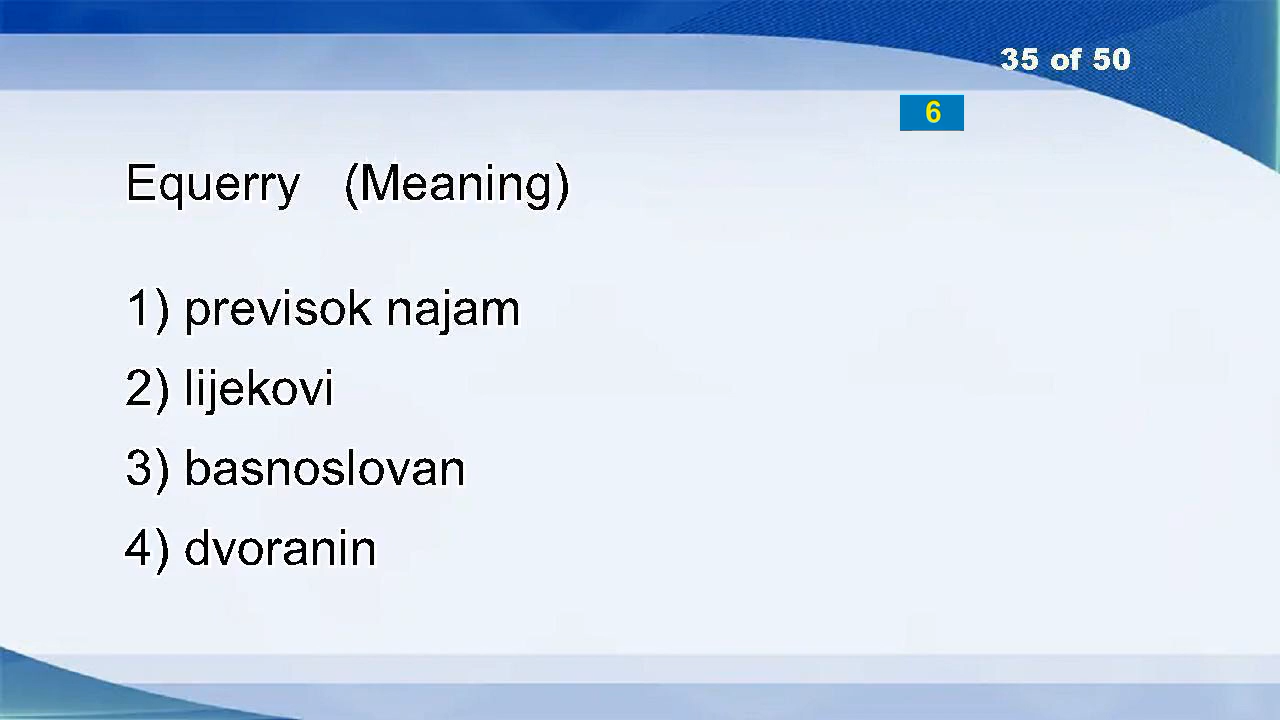 35 of 50
6
Equerry (Meaning)
1) previsok najam
2) lijekovi
3) basnoslovan
4) dvoranin